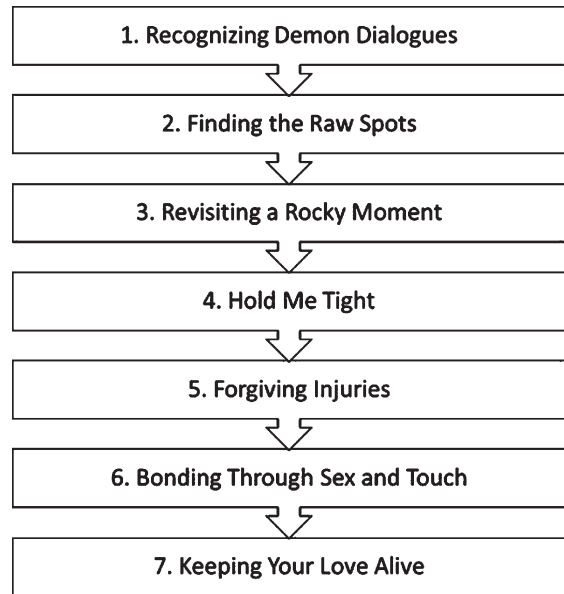 1. Recognizing Demon Dialogues
2. Finding the Raw Spots
3. Revisiting a Rocky Moment
4. Hold Me Tight
5. Forgiving Injuries
6. Bonding Through Sex and Touch
7. Keeping Your Love Alive